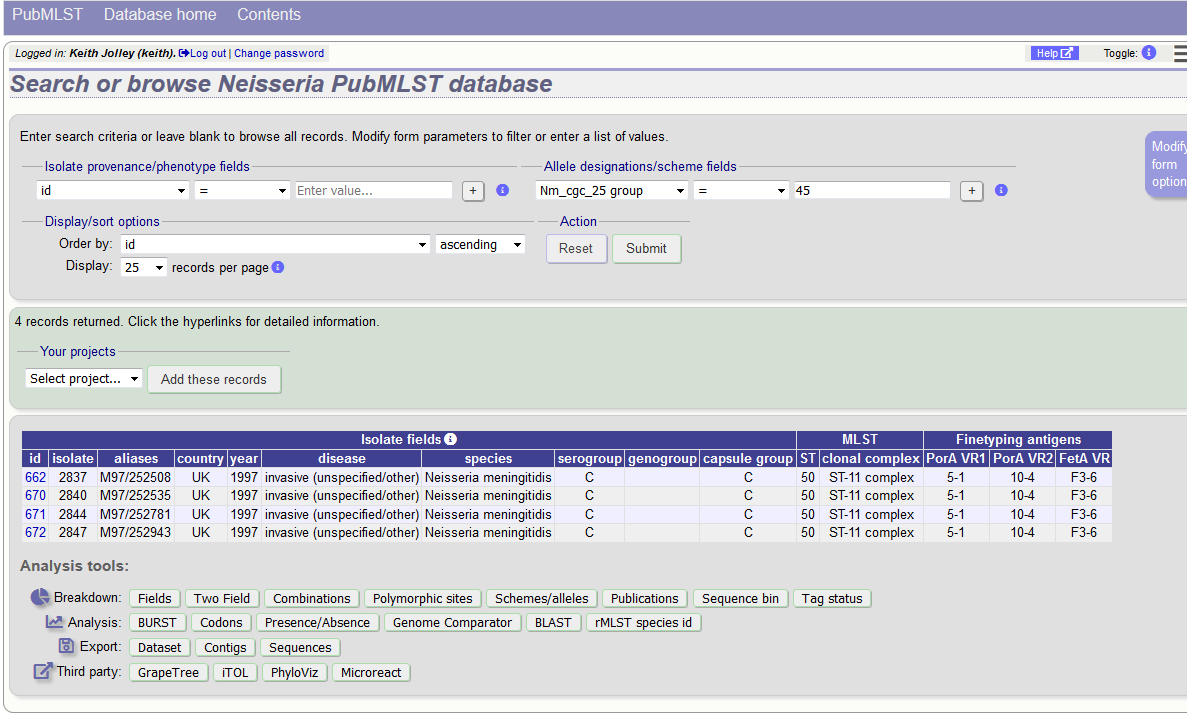 PubMLST Database home Contents
Logged in: Keith Jolley (keith). Log out | Change password Help Toggle: i
Search or browse Neisseria PubMLST database
Enter search criteria or leave blank to browse all records. Modify form parameters to filter or enter a list of values.
Modify form option
Isolate provenance/phenotype fields Allele designations/scheme fields
id = Enter value... + i Nm_cgc_25 group = 45 + i
Display/sort options Action
Order by: id ascending Reset Submit
Display: 25 records per page i
4 records returned. Click the hyperlinks for detailed information.
Your projects
Select project... Add these records
Isolate fields i MLST Finetyping antigens
id isolate aliases country year disease species serogroup genogroup capsule group ST clonal complex PorA VR1 PorA VR2 FetA VR
662 2837 M97/252508 UK 1997 invasive (unspecified/other) Neisseria meningitidis C C 50 ST-11 complex 5-1 10-4 F3-6
670 2840 M97/252535 UK 1997 invasive (unspecified/other) Neisseria meningitidis C C 50 ST-11 complex 5-1 10-4 F3-6
671 2844 M97/252781 UK 1997 invasive (unspecified/other) Neisseria meningitidis C C 50 ST-11 complex 5-1 10-4 F3-6
672 2847 M97/252943 UK 1997 invasive (unspecified/other) Neisseria meningitidis C C 50 ST-11 complex 5-1 10-4 F3-6
Analysis tools:
Breakdown: Fields Two Field Combinations Polymorphic sites Schemes/alleles Publications Sequence bin Tag status
Analysis: BURST Codons Presence/Absence Genome Comparator BLAST rMLST species id
Export: Dataset Contigs Sequences
Third party: GrapeTree iTOL PhyloViz Microreact